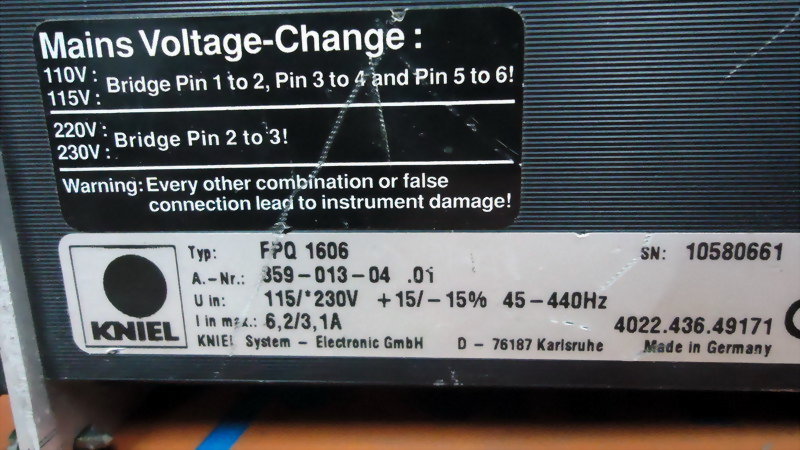 Mains Voltage-Change :
110V :
115V : Bridge Pin 1 to 2, Pin 3 to 4 and Pin 5 to 6!
220V :
230V : Bridge Pin 2 to 3!
Warning: Every other combination or false
connection lead to instrument damage!
Typ: FPQ 1606 SN: 10580661
A.-Nr.: 359-013-04 .01
U in: 115/*230V +15/-15% 45-440Hz
I in max.: 6,2/3,1A 4022.436.49171
KNIEL
KNIEL System - Electronic GmbH D - 76187 Karlsruhe Made in Germany